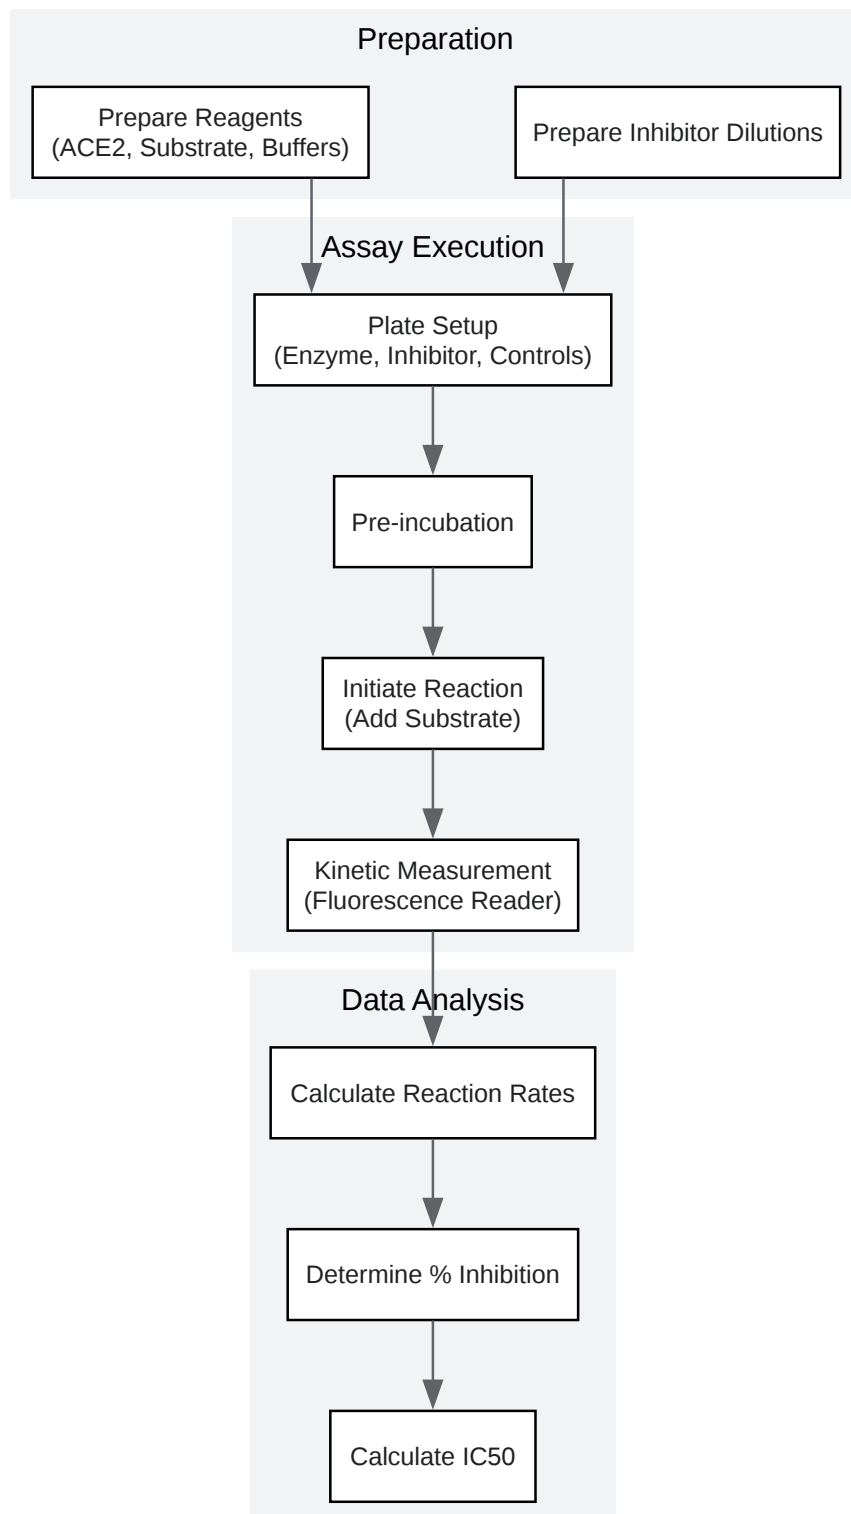 Preparation
Prepare Reagents
(ACE2, Substrate, Buffers)
Prepare Inhibitor Dilutions
Assay Execution
Plate Setup
(Enzyme, Inhibitor, Controls)
Pre-incubation
Initiate Reaction
(Add Substrate)
Kinetic Measurement
(Fluorescence Reader)
Data Analysis
Calculate Reaction Rates
Determine % Inhibition
Calculate IC50